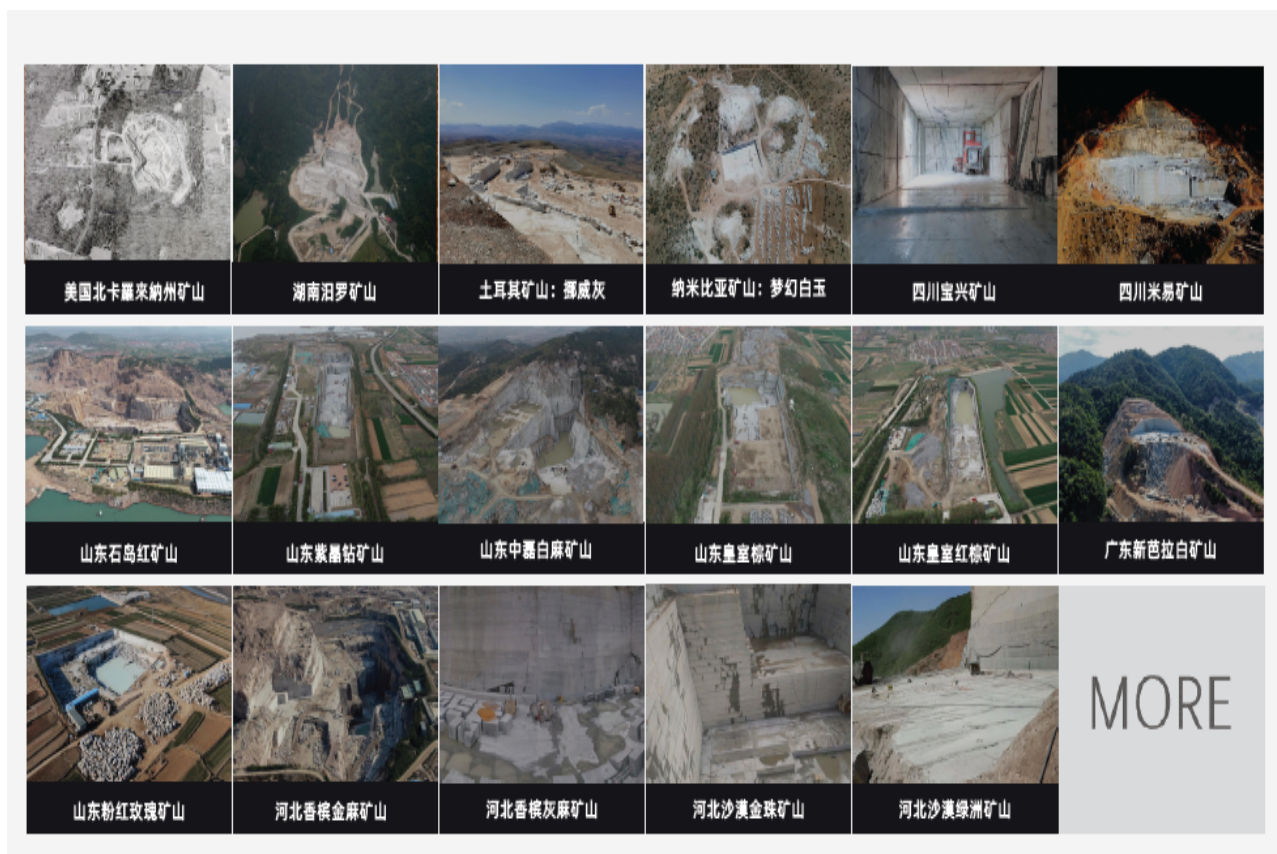 美国北卡羅來納州矿山
湖南汨罗矿山
土耳其矿山：挪威灰
纳米比亚矿山：梦幻白玉
四川宝兴矿山
四川米易矿山
山东石岛红矿山
山东紫晶钻矿山
山东中磊白麻矿山
山东皇室棕矿山
山东皇室红棕矿山
广东新芭拉白矿山
山东粉红玫瑰矿山
河北香槟金麻矿山
河北香槟灰麻矿山
河北沙漠金珠矿山
河北沙漠绿洲矿山
MORE